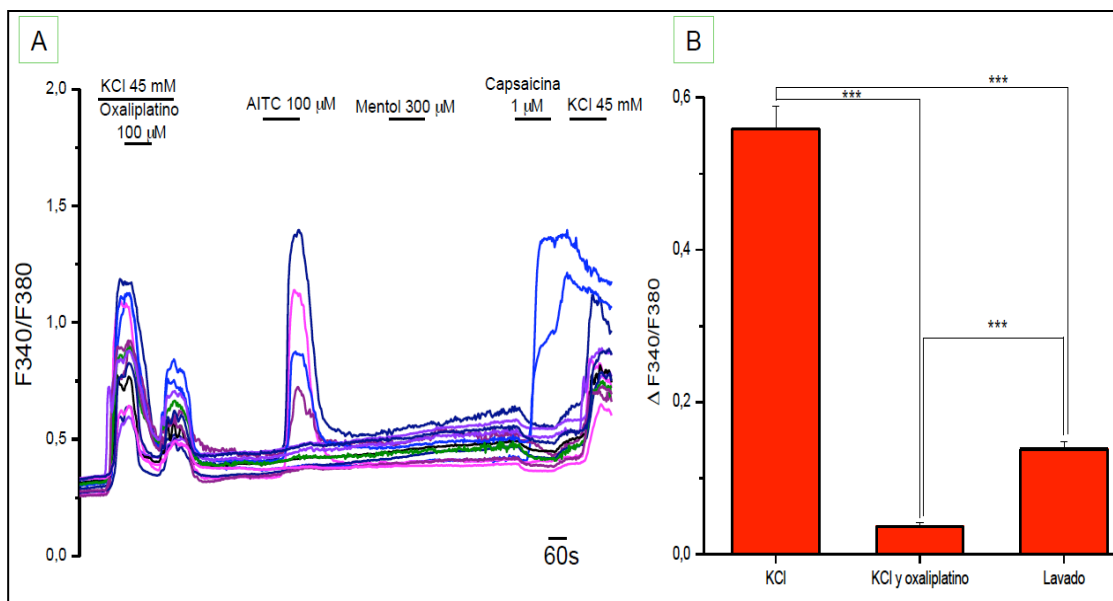 A
2,0
1,5
1,0
0,5
0,0
F340/F380
KCl 45 mM
Oxaliplatino
100 μM
AITC 100 μM
Mentol 300 μM
Capsaicina
1 μM
KCl 45 mM
60s
B
0,6
0,4
0,2
0,0
Δ F340/F380
***
***
***
KCl
KCl y oxaliplatino
Lavado